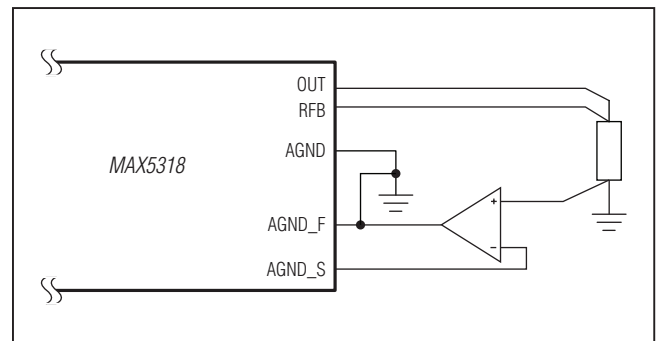 OUT
RFB
AGND
MAX5318
AGND_F
+
-
AGND_S